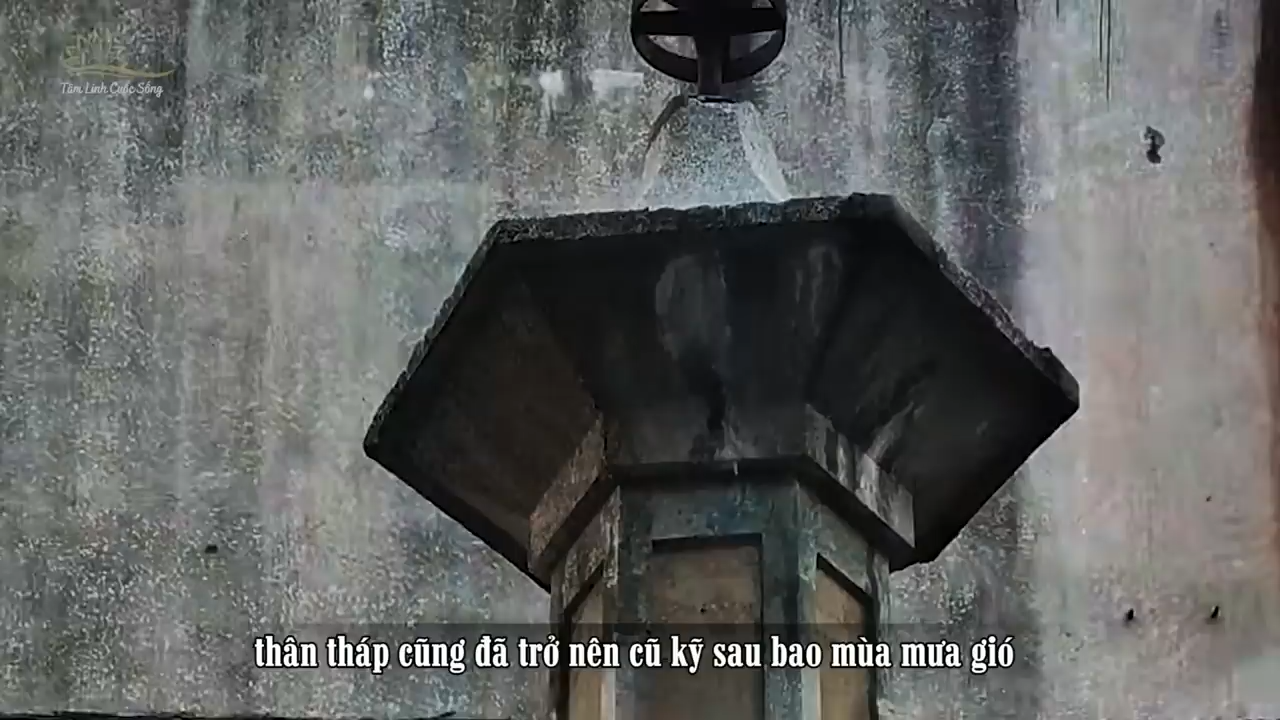 Tâm Linh Cuộc Sống
thân tháp cũng đã trở nên cũ kỹ sau bao mùa mưa gió